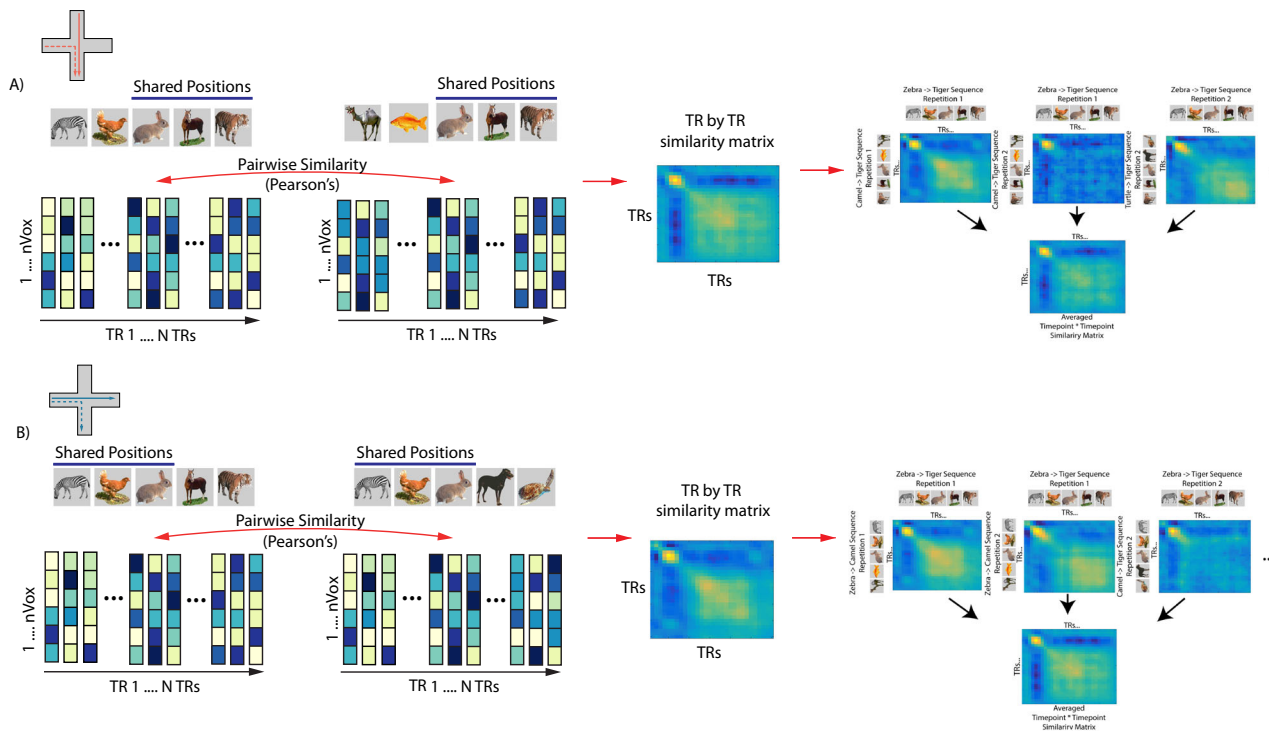 A)
Shared Positions
Shared Positions
Pairwise Similarity
(Pearson's)
1 .... nVox
...
...
...
...
TR 1 .... N TRs
TR 1 .... N TRs
TR by TR
similarity matrix
TRs
TRs
Zebra -> Tiger Sequence
Repetition 1
TRs...
Camel -> Tiger Sequence
Repetition 1
TRs...
Zebra -> Tiger Sequence
Repetition 1
TRs...
Camel -> Tiger Sequence
Repetition 2
TRs...
Zebra -> Tiger Sequence
Repetition 2
TRs...
Turtle -> Tiger Sequence
Repetition 2
TRs...
TRs...
TRs...
Averaged
Timepoint * Timepoint
Similariry Matrix
B)
Shared Positions
Shared Positions
Pairwise Similarity
(Pearson's)
1 .... nVox
...
...
1 .... nVox
...
...
TR 1 .... N TRs
TR 1 .... N TRs
TR by TR
similarity matrix
TRs
TRs
Zebra -> Tiger Sequence
Repetition 1
TRs...
Zebra -> Camel Sequence
Repetition 1
TRs...
Zebra -> Tiger Sequence
Repetition 1
TRs...
Zebra -> Camel Sequence
Repetition 2
TRs...
Zebra -> Tiger Sequence
Repetition 2
TRs...
Camel -> Tiger Sequence
Repetition 2
TRs...
...
TRs...
TRs...
Averaged
Timepoint * Timepoint
Similariry Matrix